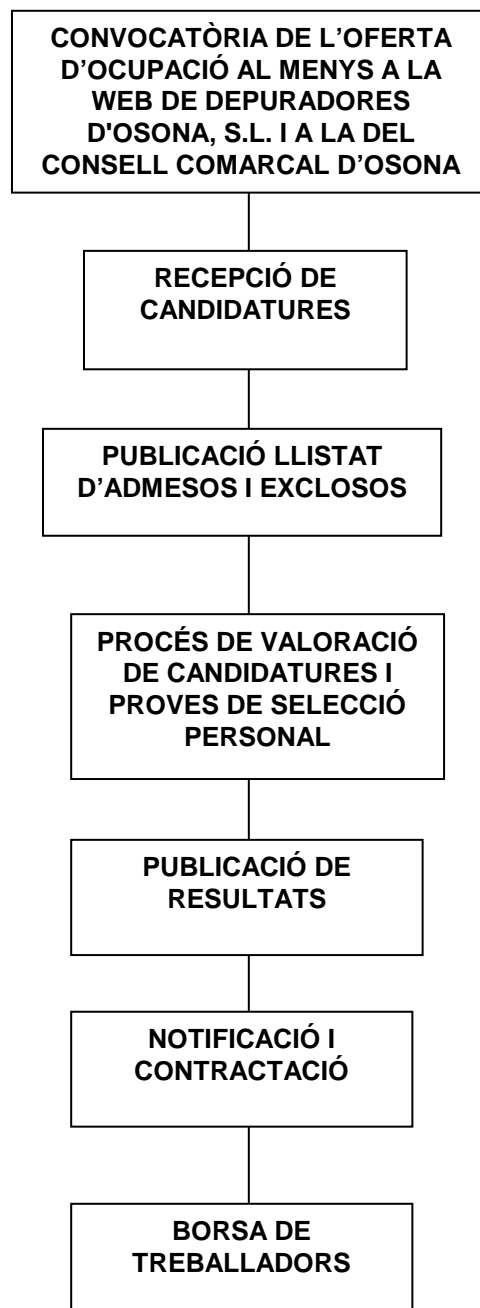 CONVOCATÒRIA DE L’OFERTA
D’OCUPACIÓ AL MENYS A LA
WEB DE DEPURADORES
D'OSONA, S.L. I A LA DEL
CONSELL COMARCAL D’OSONA
RECEPCIÓ DE
CANDIDATURES
PUBLICACIÓ LLISTAT
D’ADMESOS I EXCLOSOS
PROCÉS DE VALORACIÓ
DE CANDIDATURES I
PROVES DE SELECCIÓ
PERSONAL
PUBLICACIÓ DE
RESULTATS
NOTIFICACIÓ I
CONTRACTACIÓ
BORSA DE
TREBALLADORS